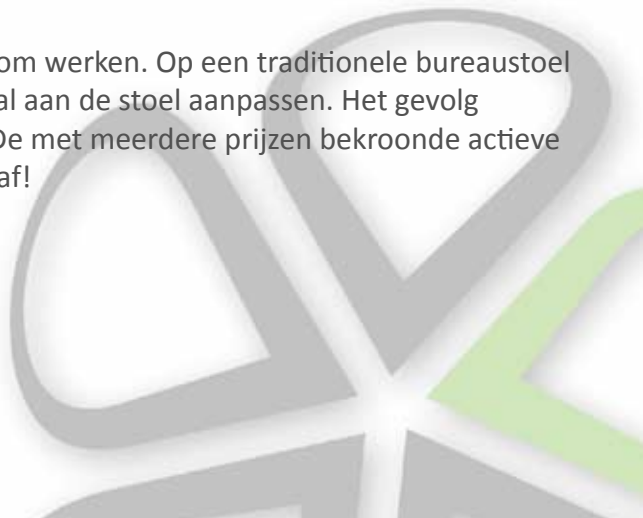 om werken. Op een traditionele bureaustoel
al aan de stoel aanpassen. Het gevolg
De met meerdere prijzen bekroonde actieve
af!